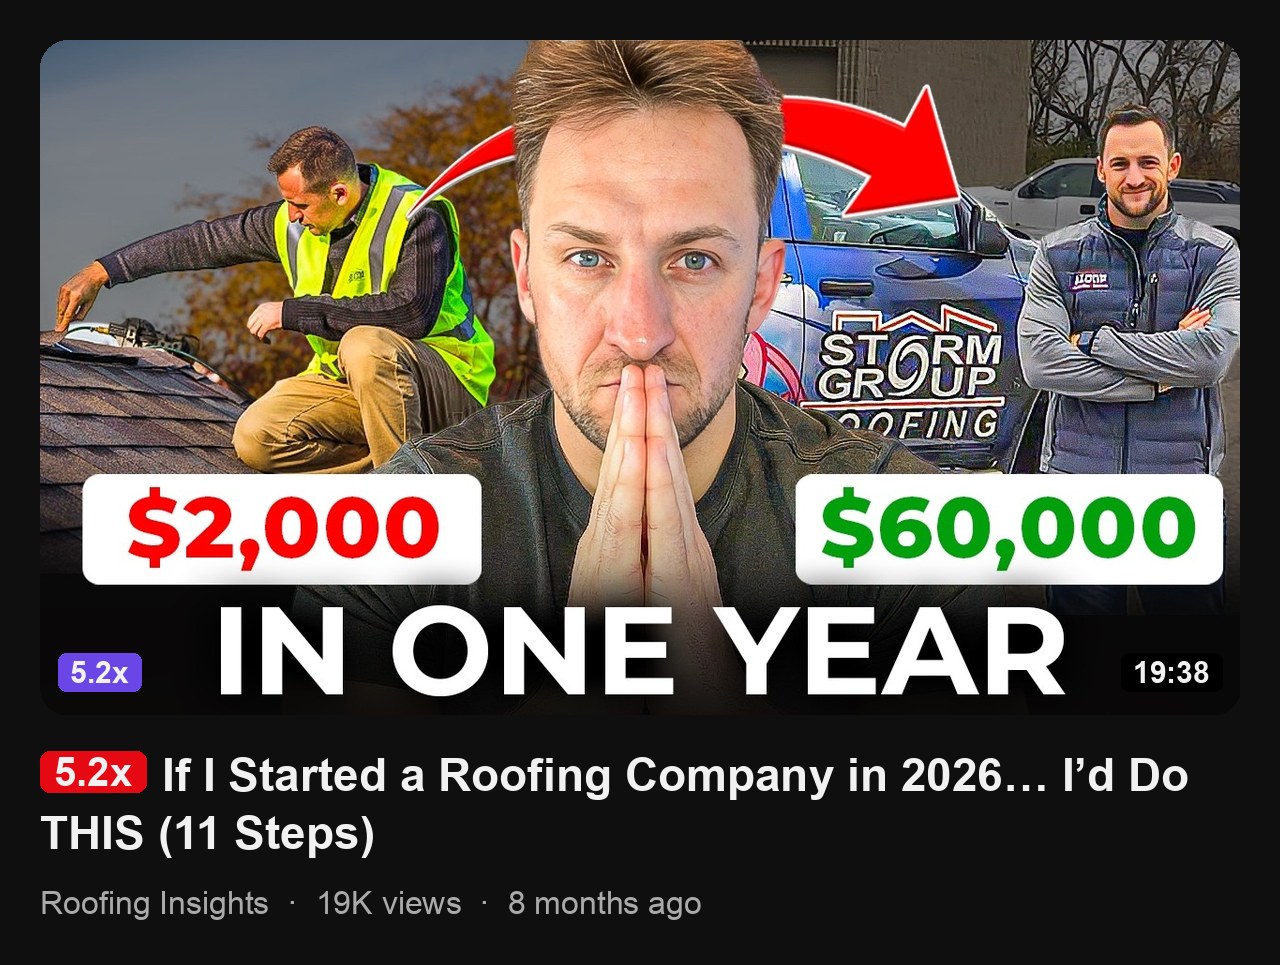 STORM
GROUP
ROOFING
$2,000
$60,000
IN ONE YEAR
5.2x
19:38
5.2x If I Started a Roofing Company in 2026… I’d Do
THIS (11 Steps)
Roofing Insights · 19K views · 8 months ago